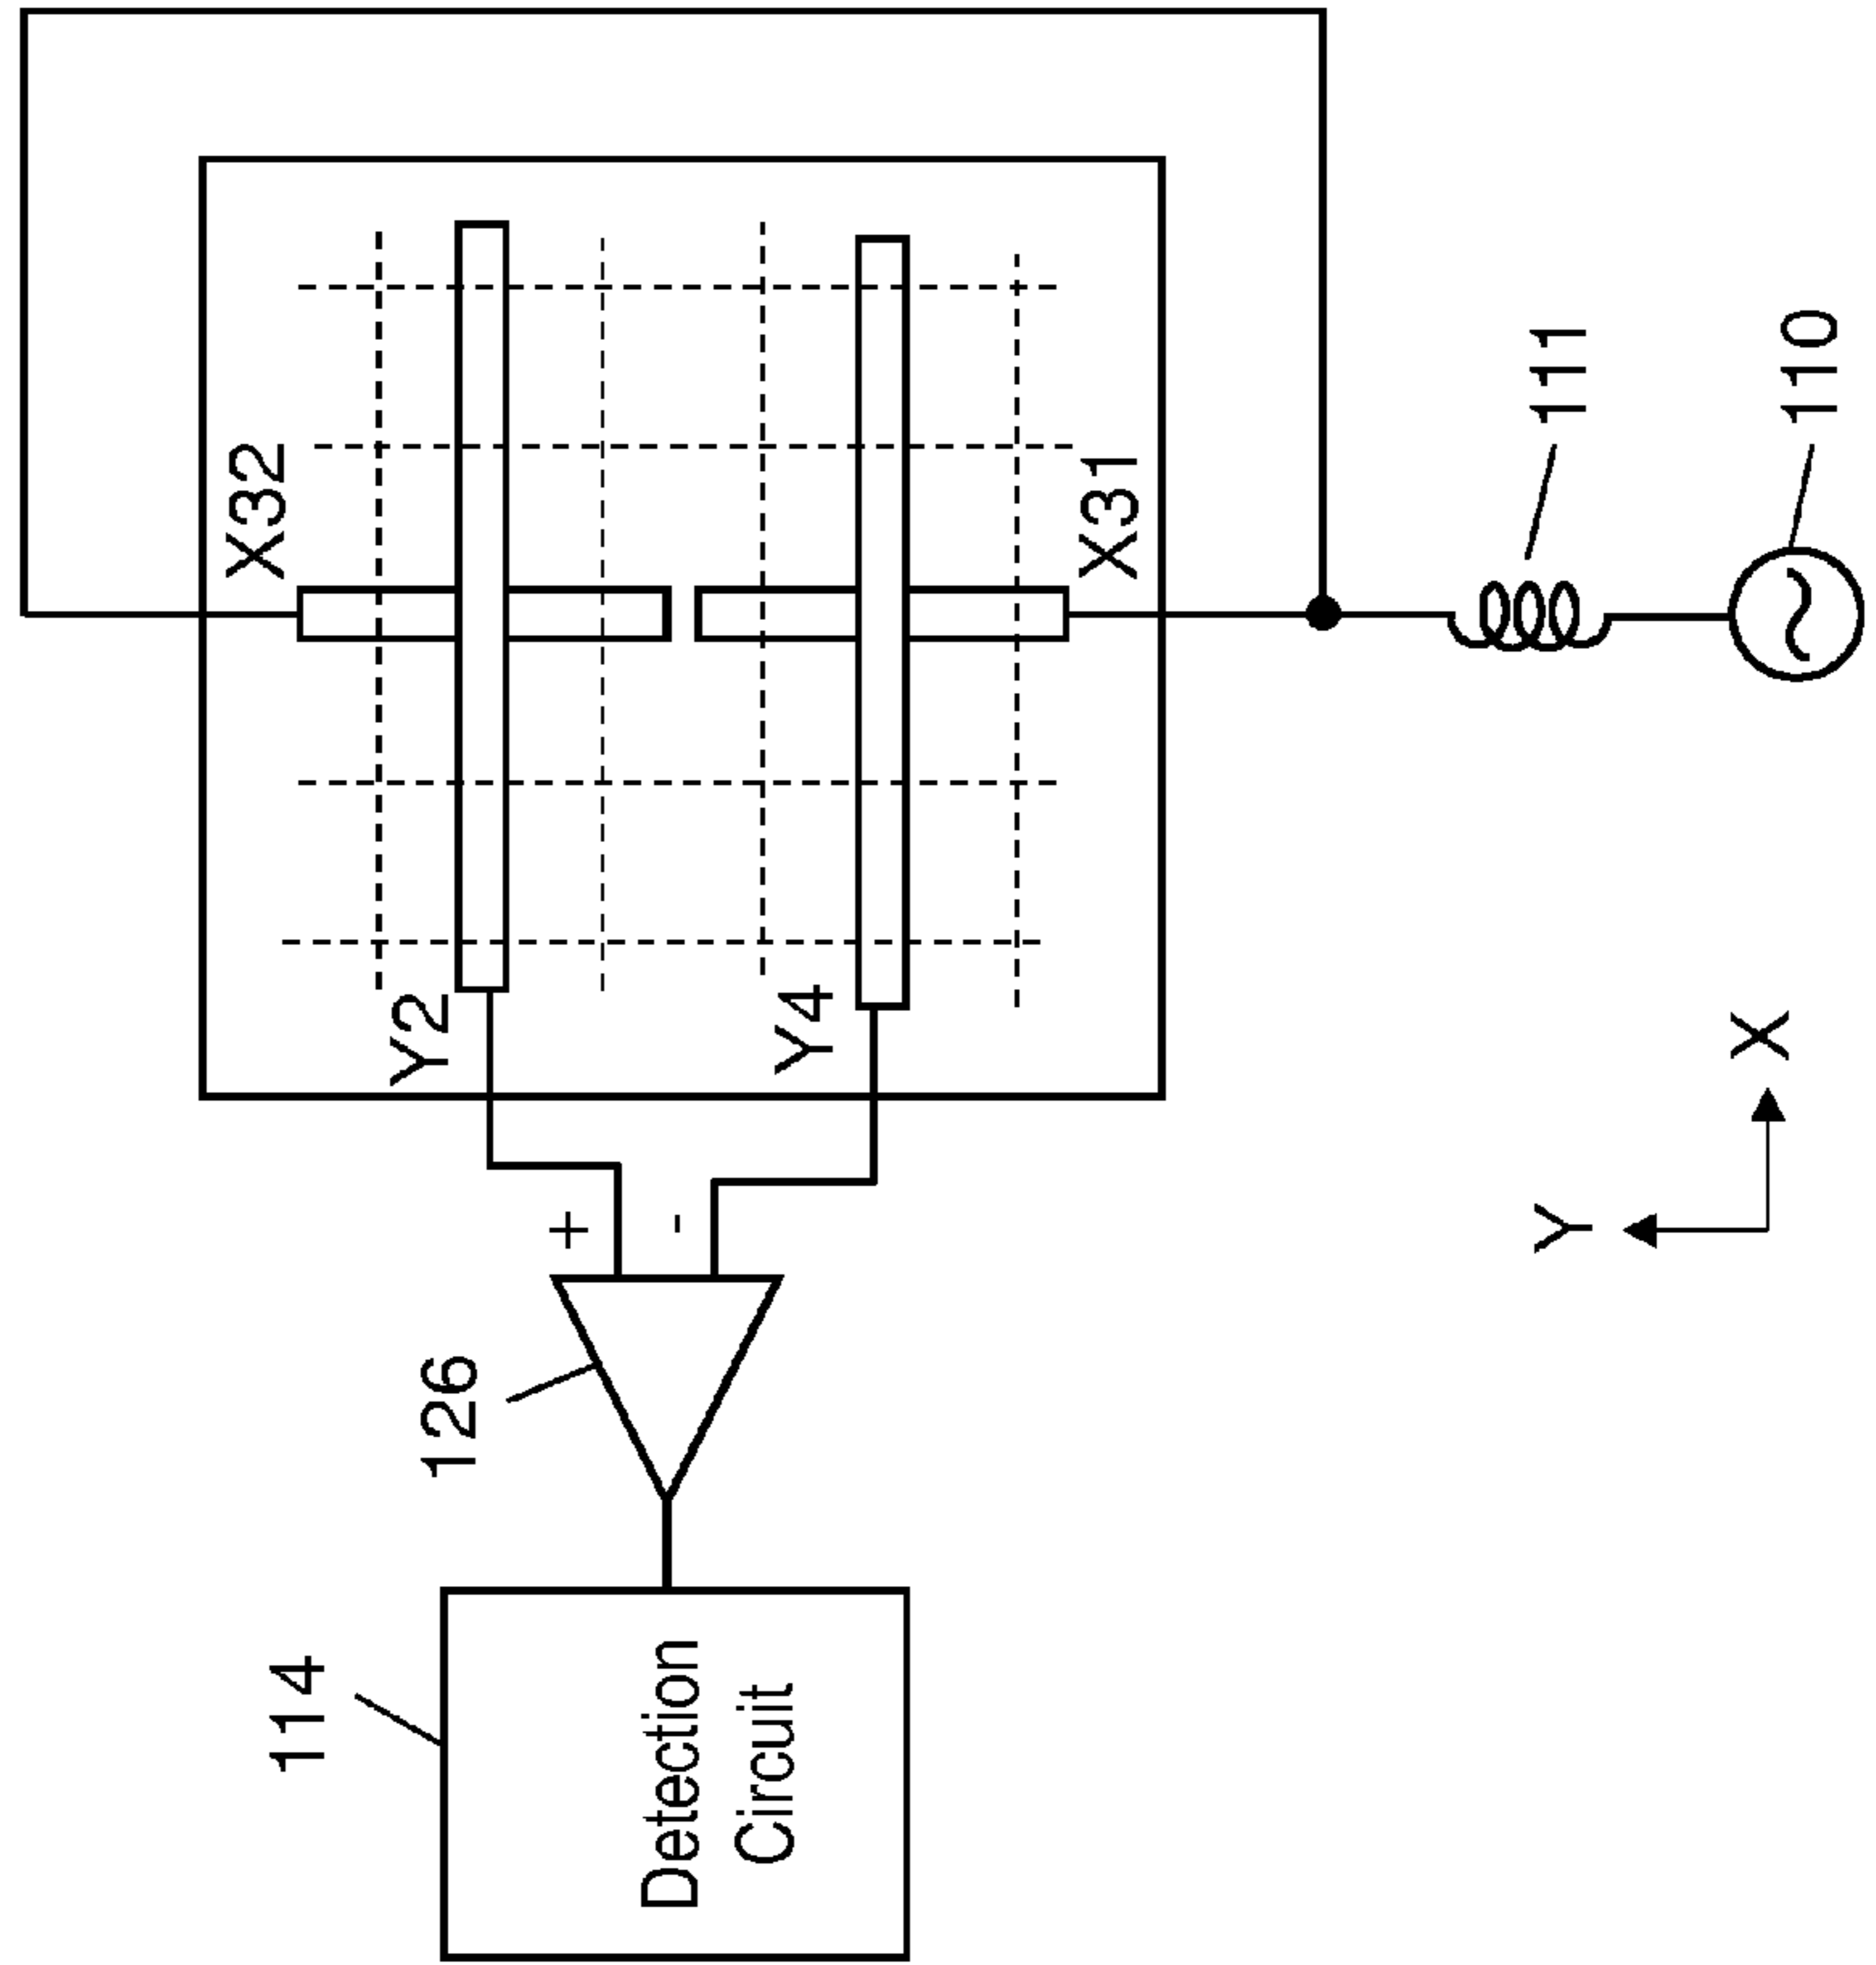 114
Detection
Circuit
126
+
-
Y2
Y4
X32
X31
Y
X
111
110